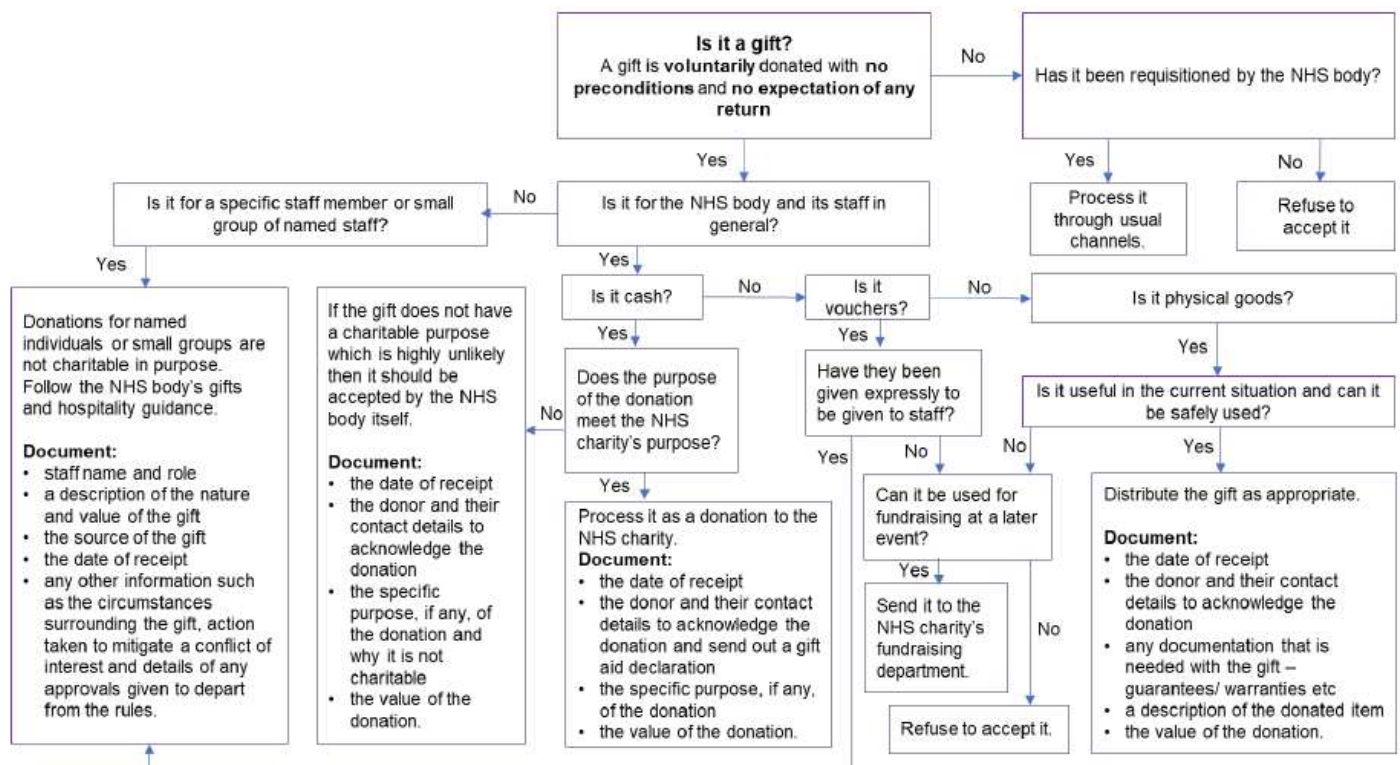 Is it a gift?
A gift is voluntarily donated with no
preconditions and no expectation of any
return
No
Has it been requisitioned by the NHS body?
Yes
Yes
No
Process it
through usual
channels.
Refuse to
accept it
Is it for a specific staff member or small
group of named staff?
No
Is it for the NHS body and its staff in
general?
Yes
Yes
Is it cash?
No
Is it
vouchers?
No
Is it physical goods?
Yes
Yes
Yes
Donations for named
individuals or small groups are
not charitable in purpose.
Follow the NHS body's gifts
and hospitality guidance.
Document:
• staff name and role
• a description of the nature
and value of the gift
• the source of the gift
• the date of receipt
• any other information such
as the circumstances
surrounding the gift, action
taken to mitigate a conflict of
interest and details of any
approvals given to depart
from the rules.
If the gift does not have
a charitable purpose
which is highly unlikely
then it should be
accepted by the NHS
body itself.
Document:
• the date of receipt
• the donor and their
contact details to
acknowledge the
donation
• the specific
purpose, if any, of
the donation and
why it is not
charitable
• the value of the
donation.
No
Does the purpose
of the donation
meet the NHS
charity's purpose?
Yes
Process it as a donation to the
NHS charity.
Document:
• the date of receipt
• the donor and their contact
details to acknowledge the
donation and send out a gift
aid declaration
• the specific purpose, if any,
of the donation
• the value of the donation.
Have they been
given expressly to
be given to staff?
Yes
No
No
Can it be used for
fundraising at a later
event?
Yes
Send it to the
NHS charity's
fundraising
department.
No
Refuse to accept it.
Is it useful in the current situation and can it
be safely used?
Yes
Distribute the gift as appropriate.
Document:
• the date of receipt
• the donor and their contact
details to acknowledge the
donation
• any documentation that is
needed with the gift –
guarantees/ warranties etc
• a description of the donated item
• the value of the donation.